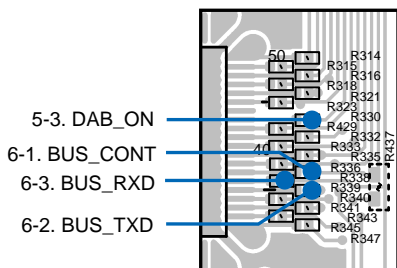 50
R314
R315
R316
R318
R321
R323
5-3. DAB_ON
R330
R429
R332
R437
6-1. BUS_CONT
40
R333
R335
R336
6-3. BUS_RXD
R338
R339
R340
6-2. BUS_TXD
R341
R343
R345
R347